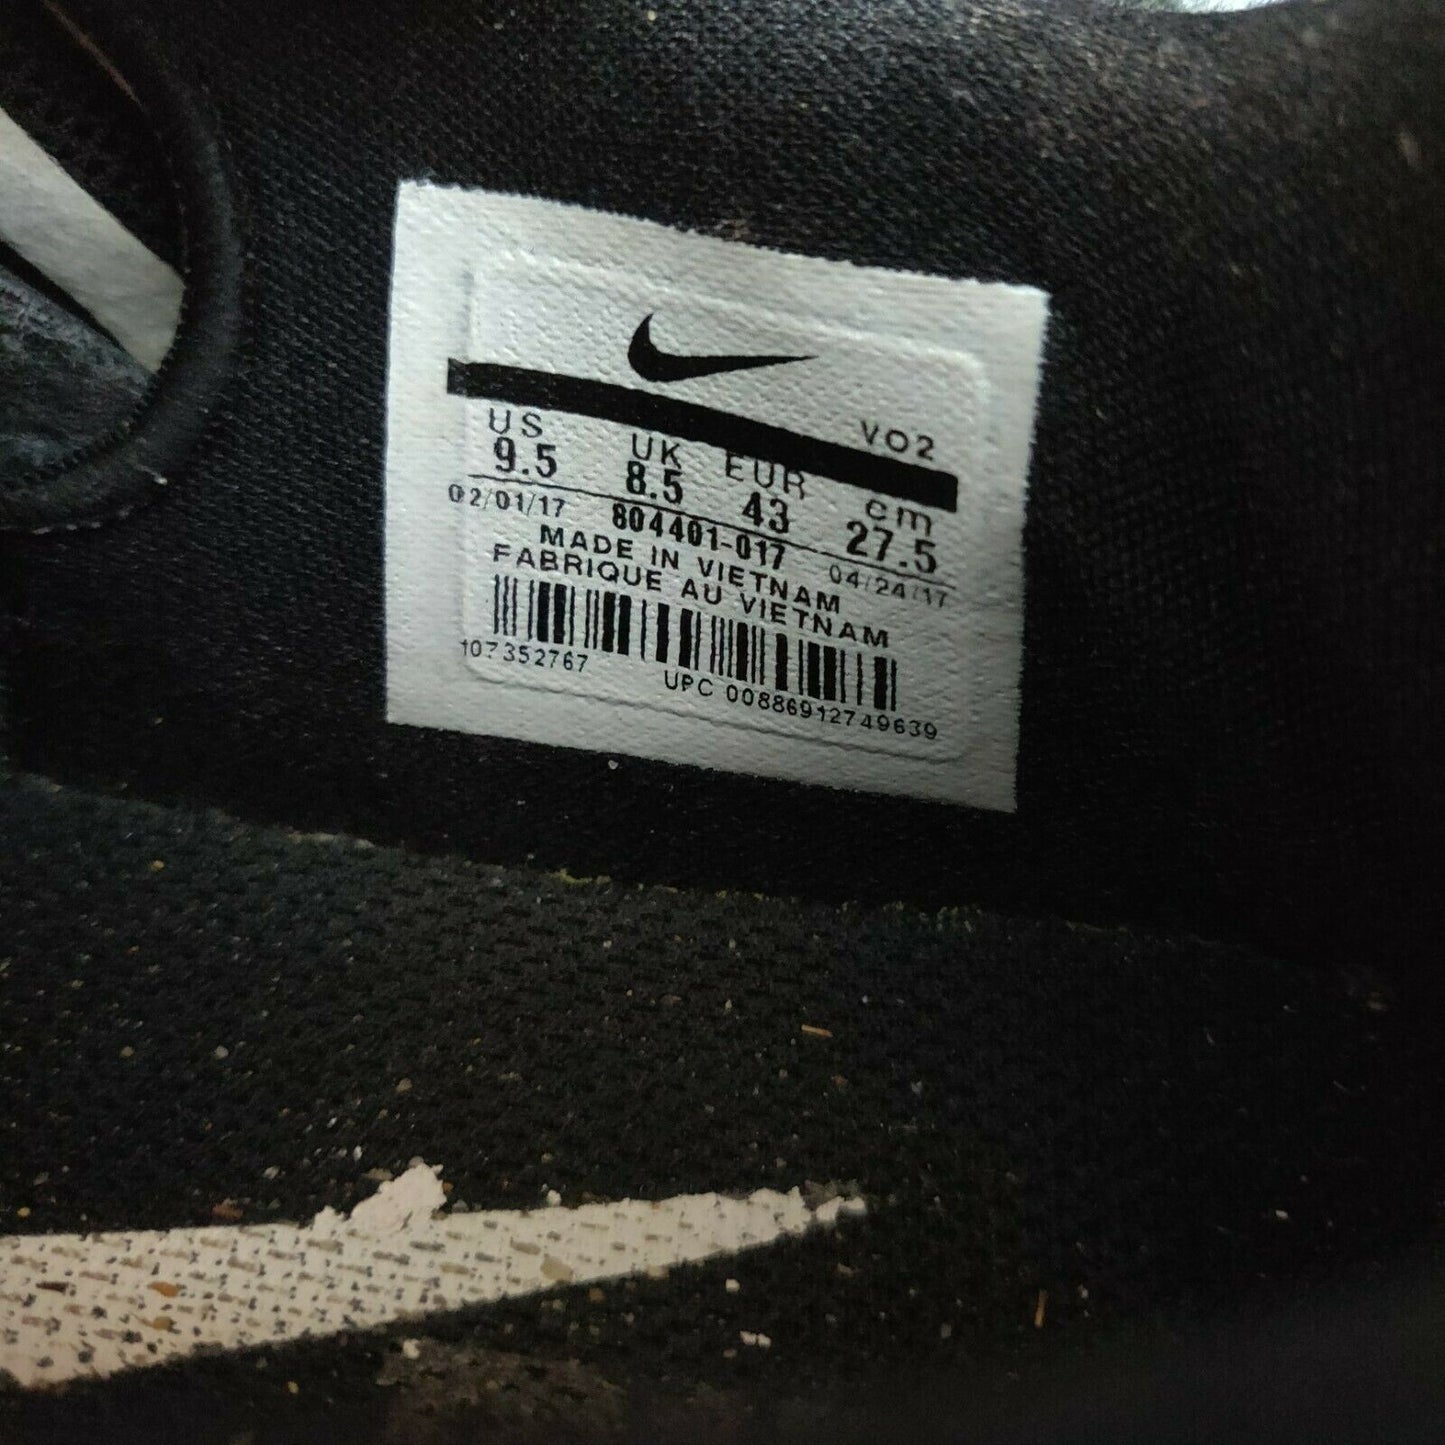 VO2
US UK EUR cm
9.5 8.5 43 27.5
02/01/17 804401-017 04/24/17
MADE IN VIETNAM
FABRIQUE AU VIETNAM
107352767
UPC 00886912749639